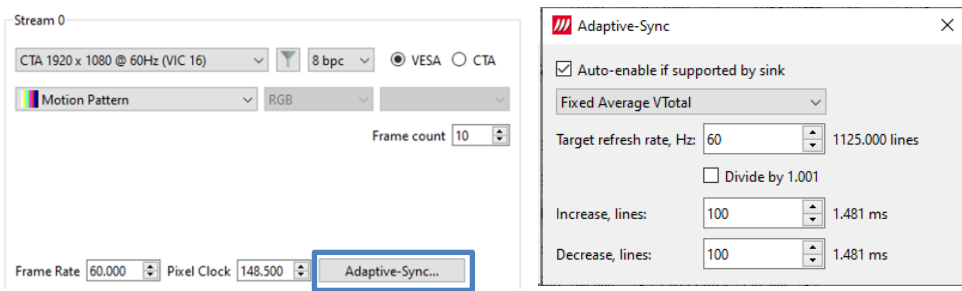 Stream 0
CTA 1920 x 1080 @ 60Hz (VIC 16) 8 bpc VESA CTA
Motion Pattern RGB
Frame count 10
Frame Rate 60.000 Pixel Clock 148.500 Adaptive-Sync...
Adaptive-Sync
Auto-enable if supported by sink
Fixed Average VTotal
Target refresh rate, Hz: 60 1125.000 lines
Divide by 1.001
Increase, lines: 100 1.481 ms
Decrease, lines: 100 1.481 ms